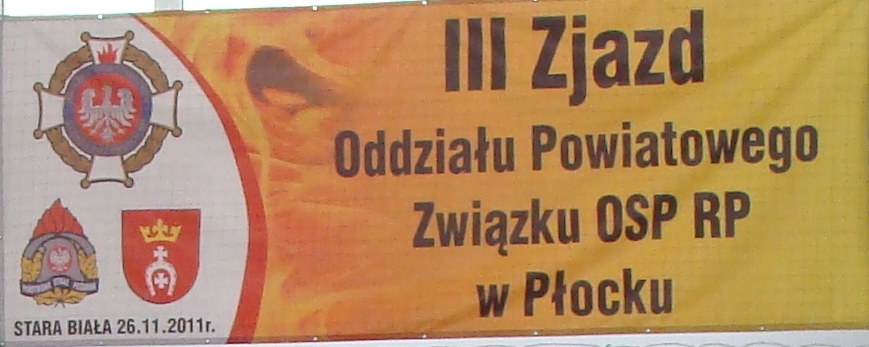 III Zjazd
Oddziału Powiatowego
Związku OSP RP
w Płocku
STARA BIAŁA 26.11.2011r.